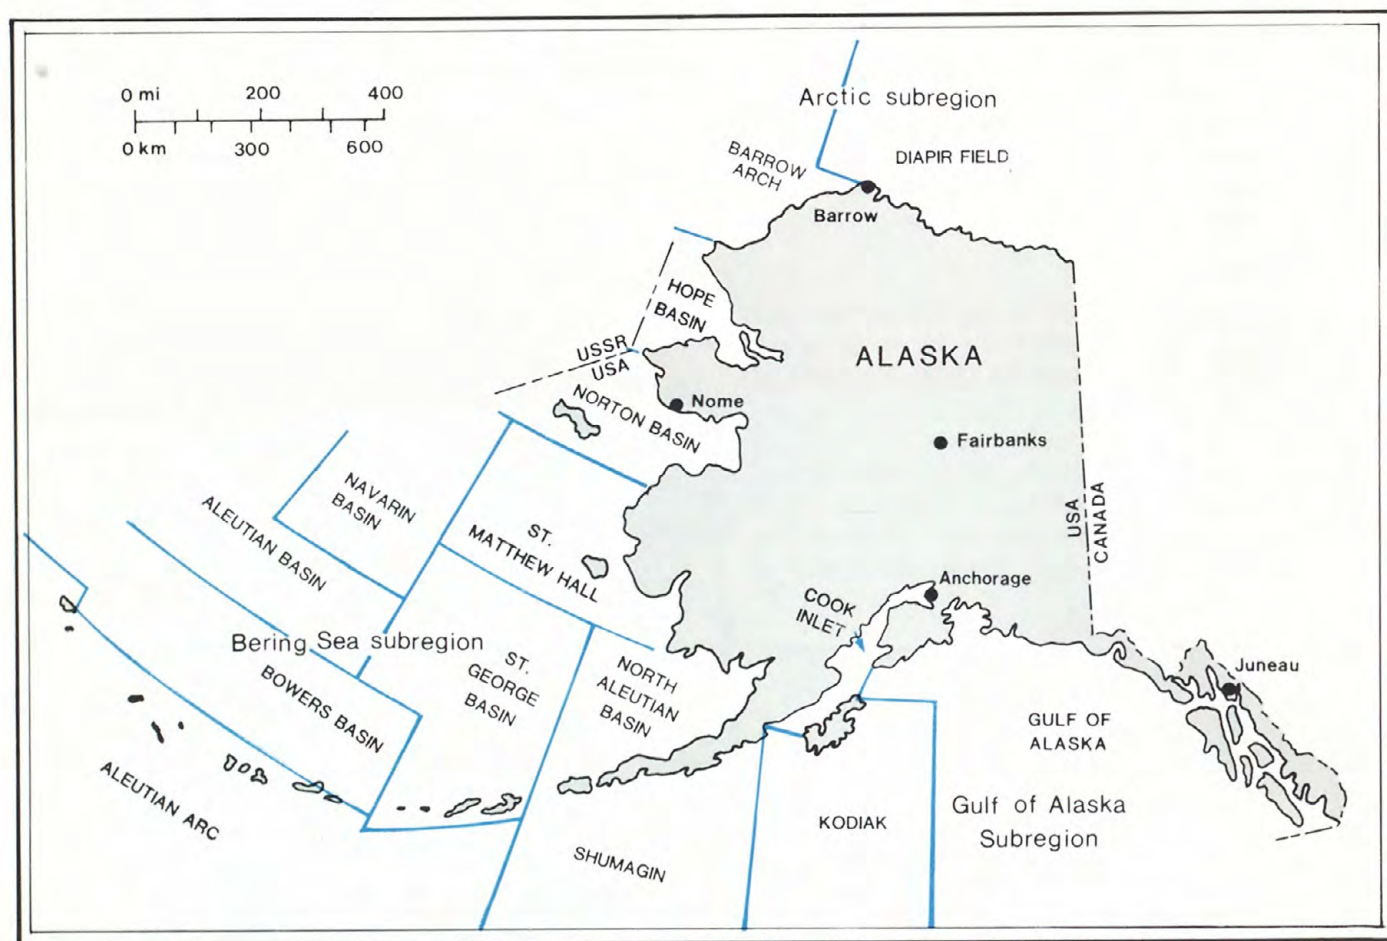 0 mi 200 400
0 km 300 600
Arctic subregion
BARROW
ARCH
DIAPIR FIELD
Barrow
HOPE
BASIN
USSR
USA
ALASKA
Nome
NORTON BASIN
Fairbanks
NAVARIN
BASIN
ALEUTIAN BASIN
ST.
MATTHEW HALL
USA
CANADA
Anchorage
COOK
INLET
Bering Sea subregion
BOWERS BASIN
ST.
GEORGE
BASIN
NORTH
ALEUTIAN
BASIN
Juneau
GULF OF
ALASKA
ALEUTIAN ARC
Gulf of Alaska
Subregion
KODIAK
SHUMAGIN